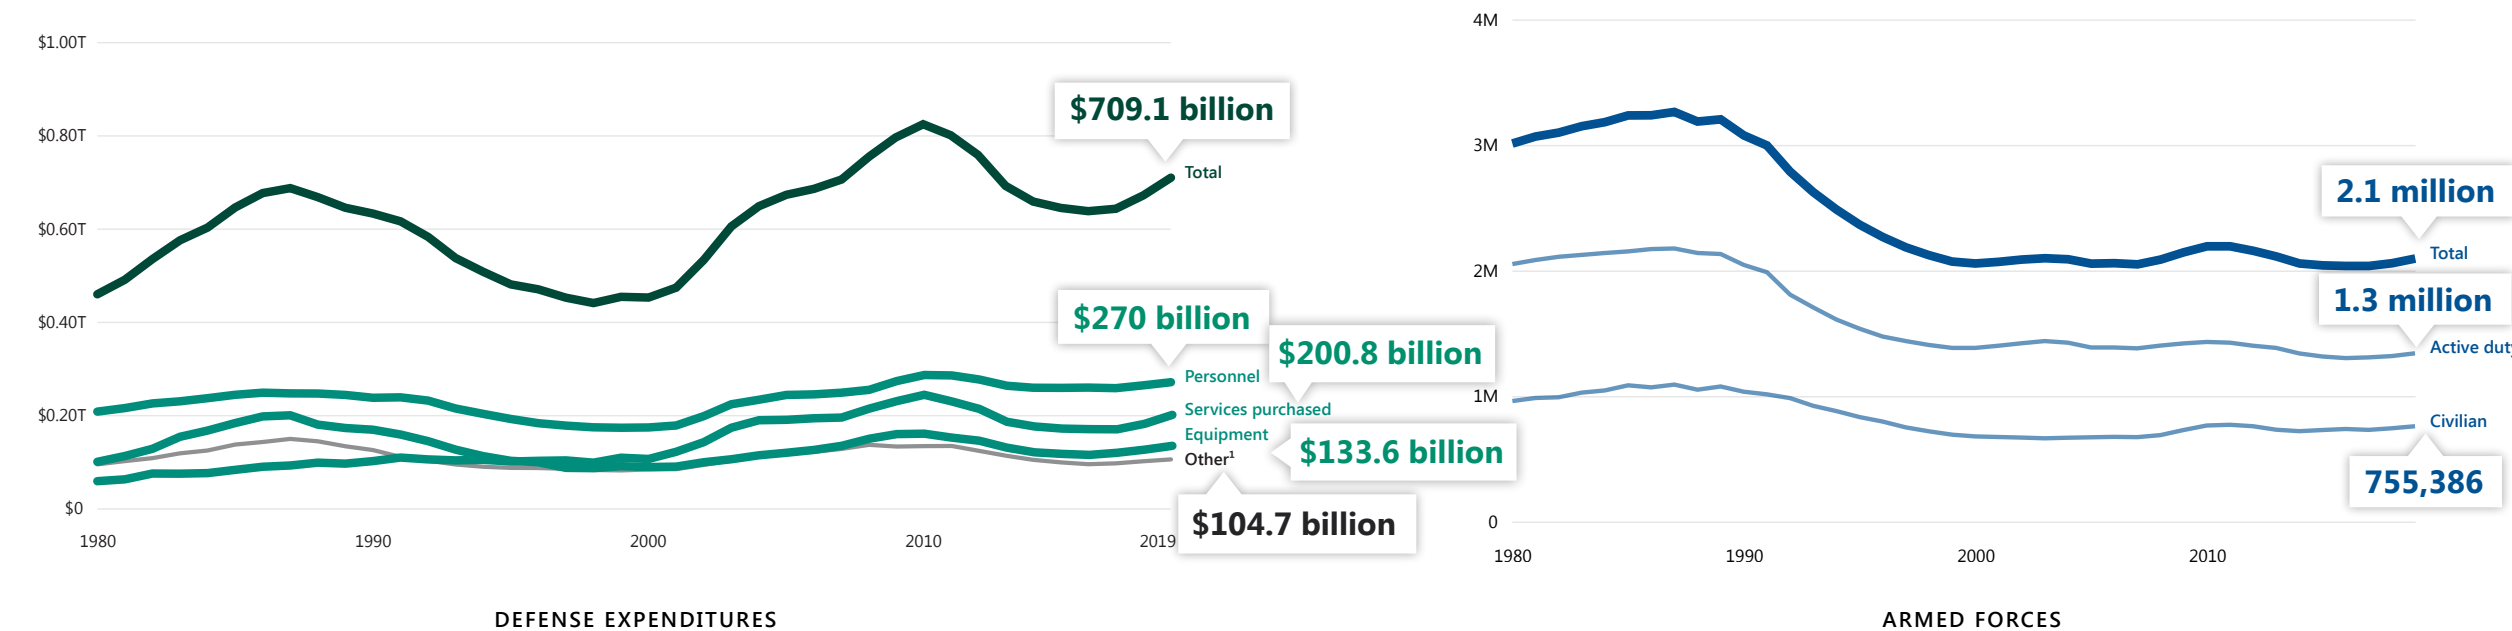 $1.00T
$0.80T
$0.60T
$0.40T
$0.20T
$0
1980
1990
2000
2010
2019
$709.1 billion
Total
$270 billion
Personnel
$200.8 billion
Services purchased
Equipment
$133.6 billion
Other¹
$104.7 billion
DEFENSE EXPENDITURES
4M
3M
2M
1M
0
1980
1990
2000
2010
2.1 million
Total
1.3 million
Active dut
Civilian
755,386
ARMED FORCES